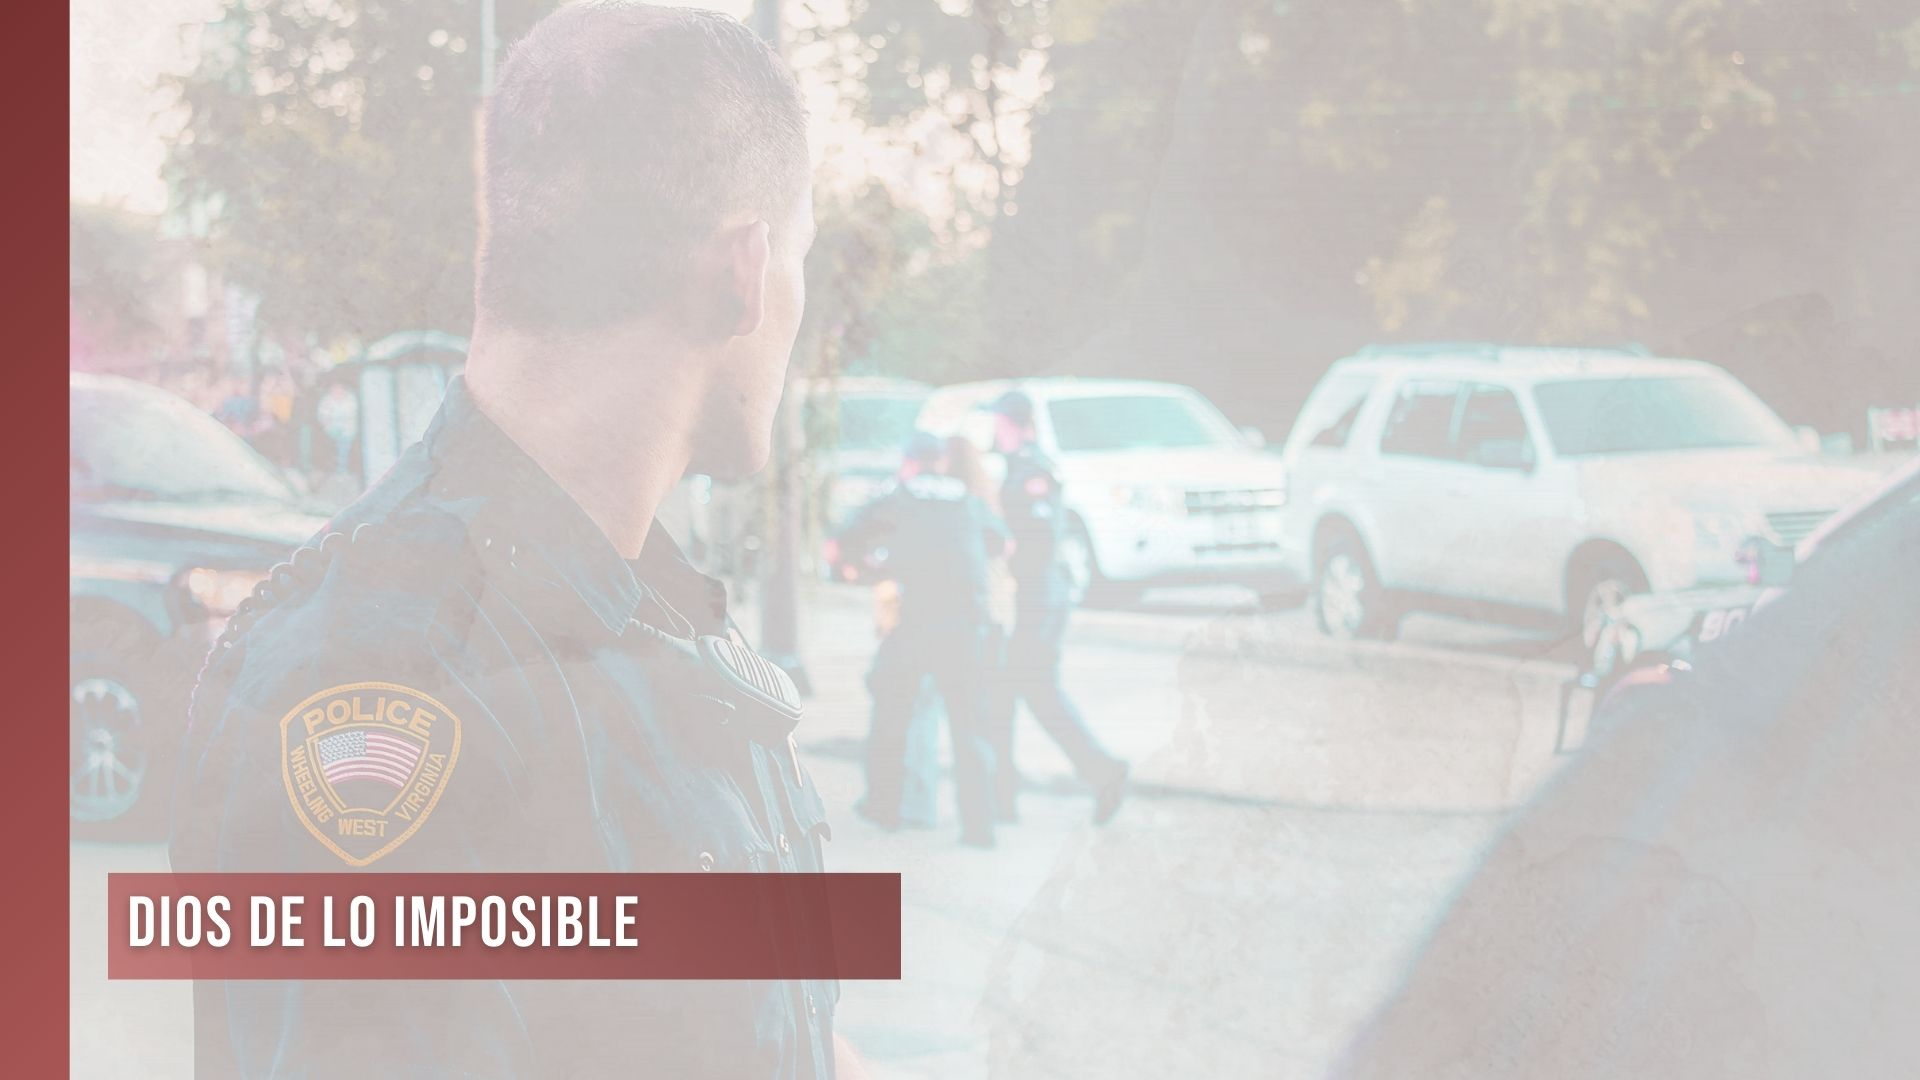 POLICE
WHEELING WEST VIRGINIA
DIOS DE LO IMPOSIBLE